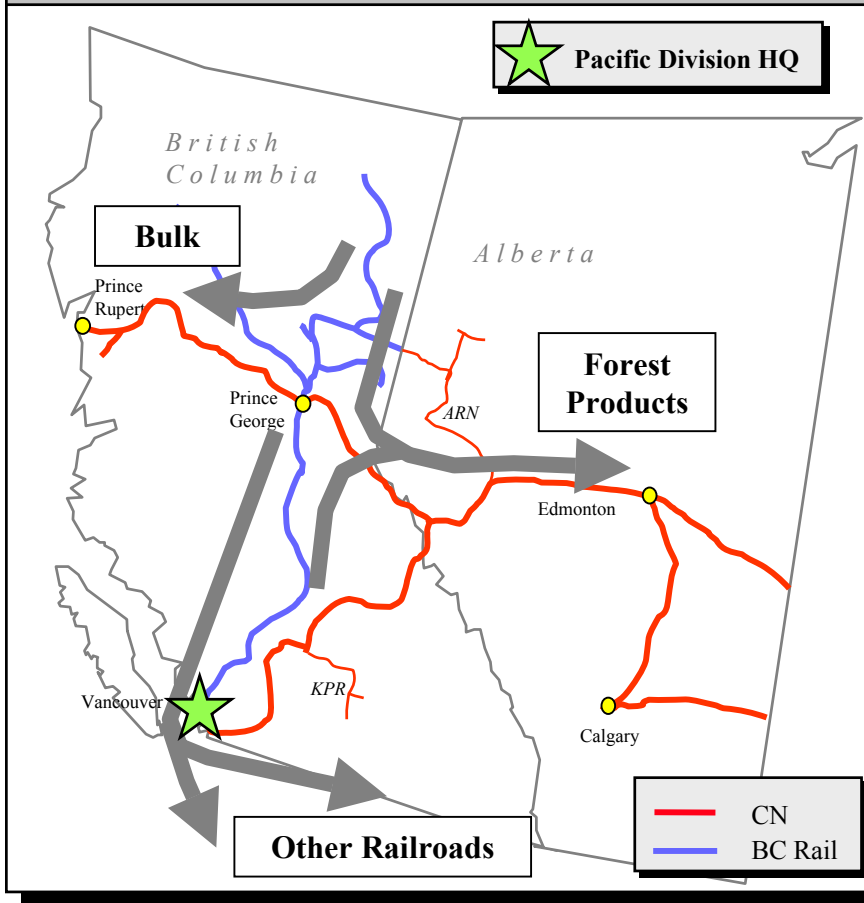 Pacific Division HQ
British
Columbia
Bulk
Alberta
Prince
Rupert
Forest
Products
Prince
George
ARN
Edmonton
KPR
Vancouver
Calgary
CN
BC Rail
Other Railroads